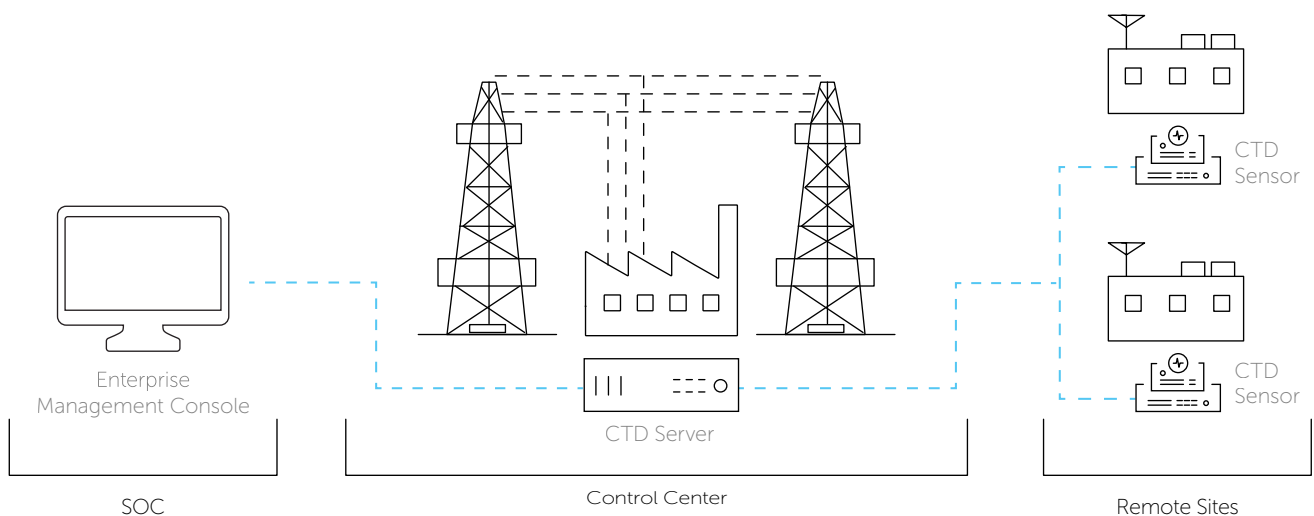 CTD
Sensor
Enterprise
Management Console
CTD
Sensor
CTD Server
SOC
Control Center
Remote Sites